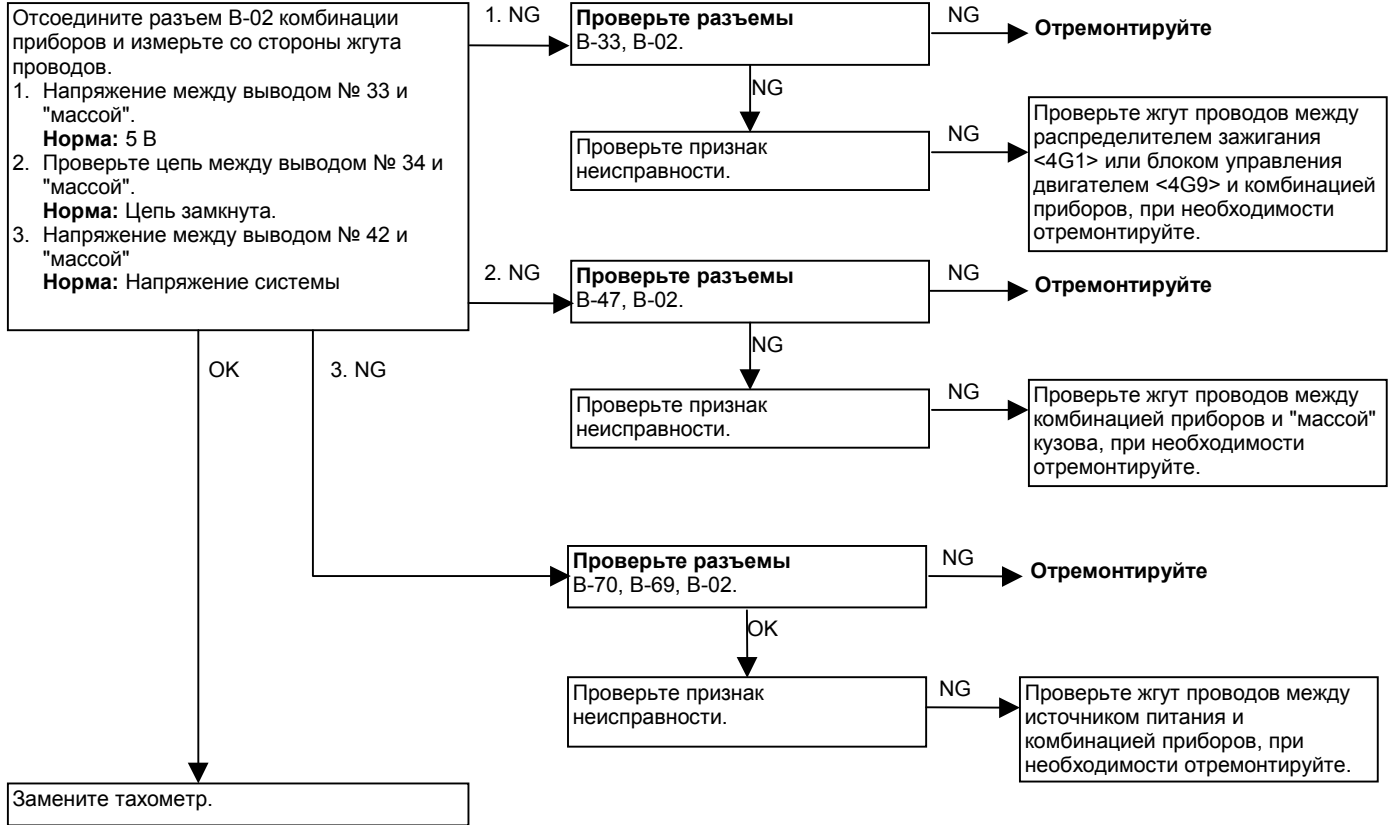 Отсоедините разъем В-02 комбинации
приборов и измерьте со стороны жгута
проводов.
1. Напряжение между выводом № 33 и
"массой".
Норма: 5 В
2. Проверьте цепь между выводом № 34 и
"массой".
Норма: Цепь замкнута.
3. Напряжение между выводом № 42 и
"массой"
Норма: Напряжение системы
1. NG
Проверьте разъемы
В-33, В-02.
NG
Отремонтируйте
NG
Проверьте признак
неисправности.
NG
Проверьте жгут проводов между
распределителем зажигания
<4G1> или блоком управления
двигателем <4G9> и комбинацией
приборов, при необходимости
отремонтируйте.
2. NG
Проверьте разъемы
В-47, В-02.
NG
Отремонтируйте
NG
Проверьте признак
неисправности.
NG
Проверьте жгут проводов между
комбинацией приборов и "массой"
кузова, при необходимости
отремонтируйте.
OK
3. NG
Проверьте разъемы
В-70, В-69, В-02.
NG
Отремонтируйте
OK
Проверьте признак
неисправности.
NG
Проверьте жгут проводов между
источником питания и
комбинацией приборов, при
необходимости отремонтируйте.
Замените тахометр.